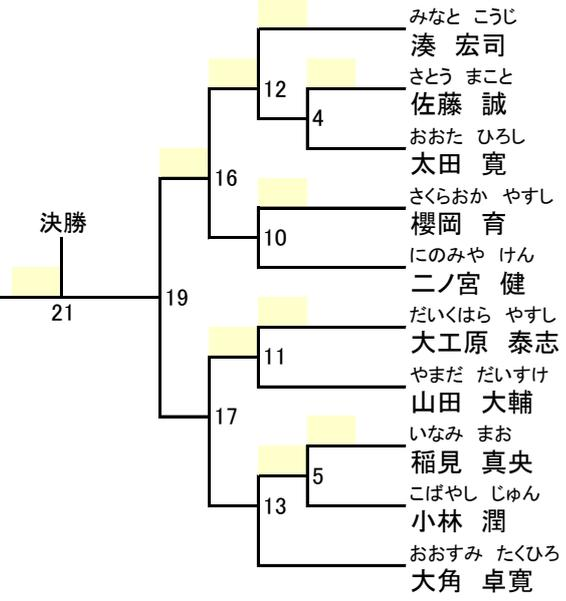 みなと こうじ
湊 宏司
12
さとう まこと
佐藤 誠
4
おおた ひろし
太田 寛
16
さくらおか やすし
櫻岡 育
決勝
10
にのみや けん
二ノ宮 健
19
21
だいくはら やすし
大工原 泰志
11
やまだ だいすけ
山田 大輔
17
いなみ まお
稲見 真央
5
こばやし じゅん
小林 潤
13
おおすみ たくひろ
大角 卓寛